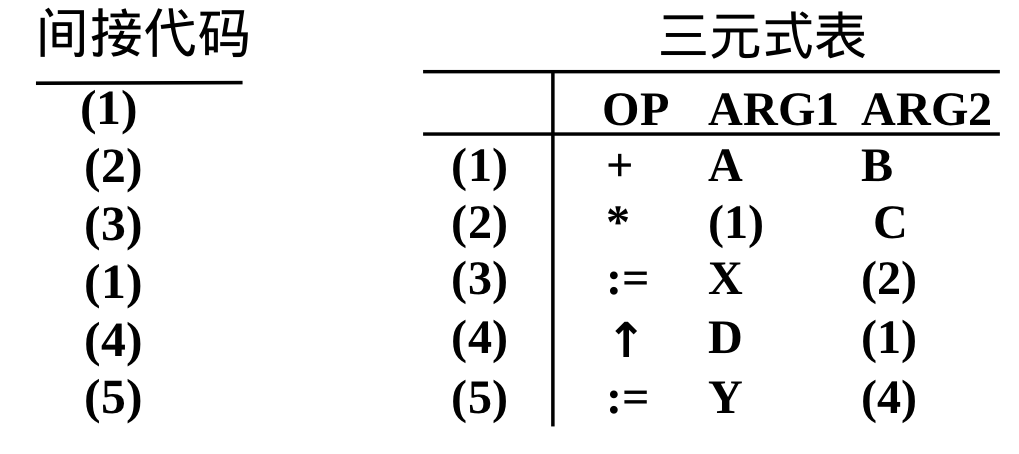 间接代码 三元式表
OP ARG1 ARG2
(1)
(2) (1) + A B
(3) (2) * (1) C
(1) (3) := X (2)
(4) (4) ↑ D (1)
(5) (5) := Y (4)